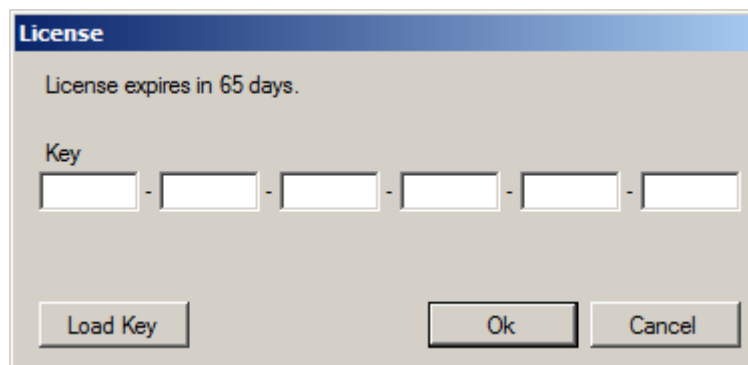 License
License expires in 65 days.
Key
- - - - -
Load Key Ok Cancel